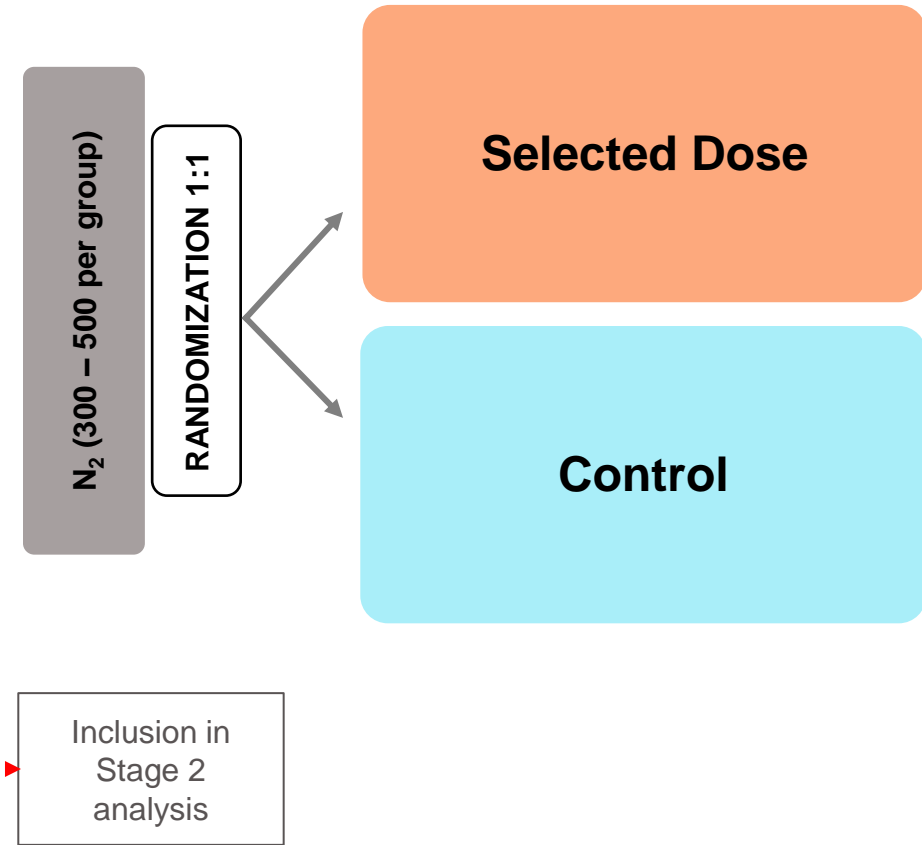 N₂ (300 – 500 per group)
RANDOMIZATION 1:1
Selected Dose
Control
Inclusion in
Stage 2
analysis